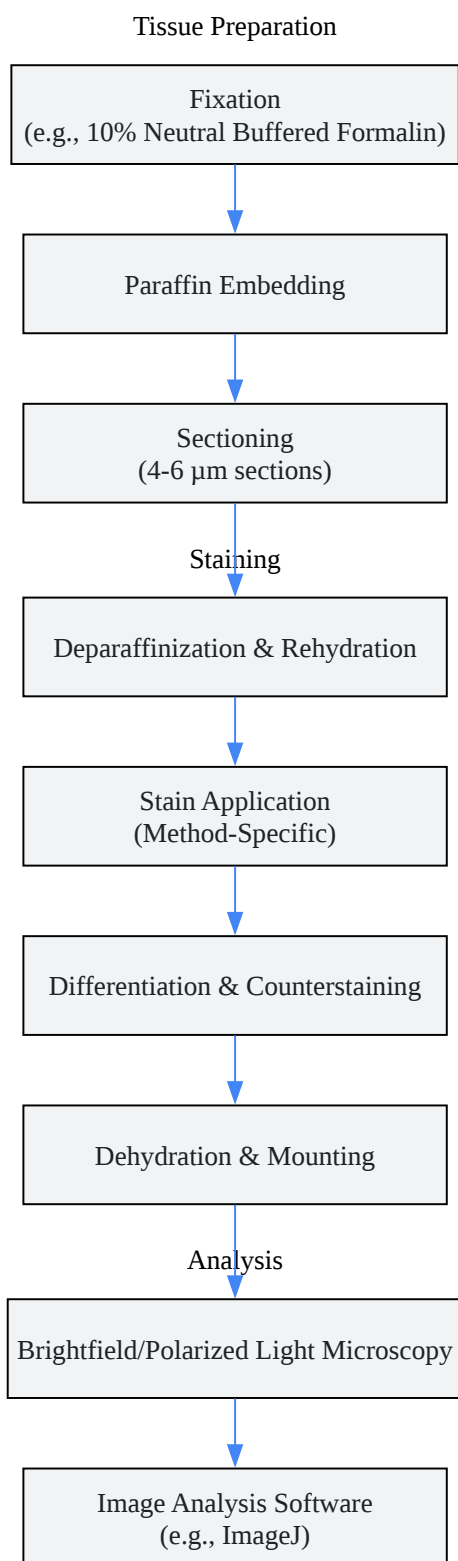 Tissue Preparation
Fixation
(e.g., 10% Neutral Buffered Formalin)
Paraffin Embedding
Sectioning
(4-6 µm sections)
Staining
Deparaffinization & Rehydration
Stain Application
(Method-Specific)
Differentiation & Counterstaining
Dehydration & Mounting
Analysis
Brightfield/Polarized Light Microscopy
Image Analysis Software
(e.g., ImageJ)